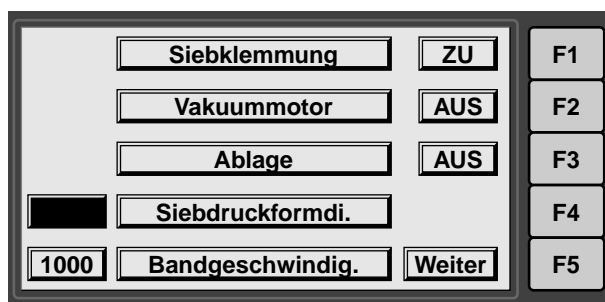 Siebklemmung ZU F1
Vakuummotor AUS F2
Ablage AUS F3
Siebdruckformdi. F4
1000 Bandgeschwindig. Weiter F5